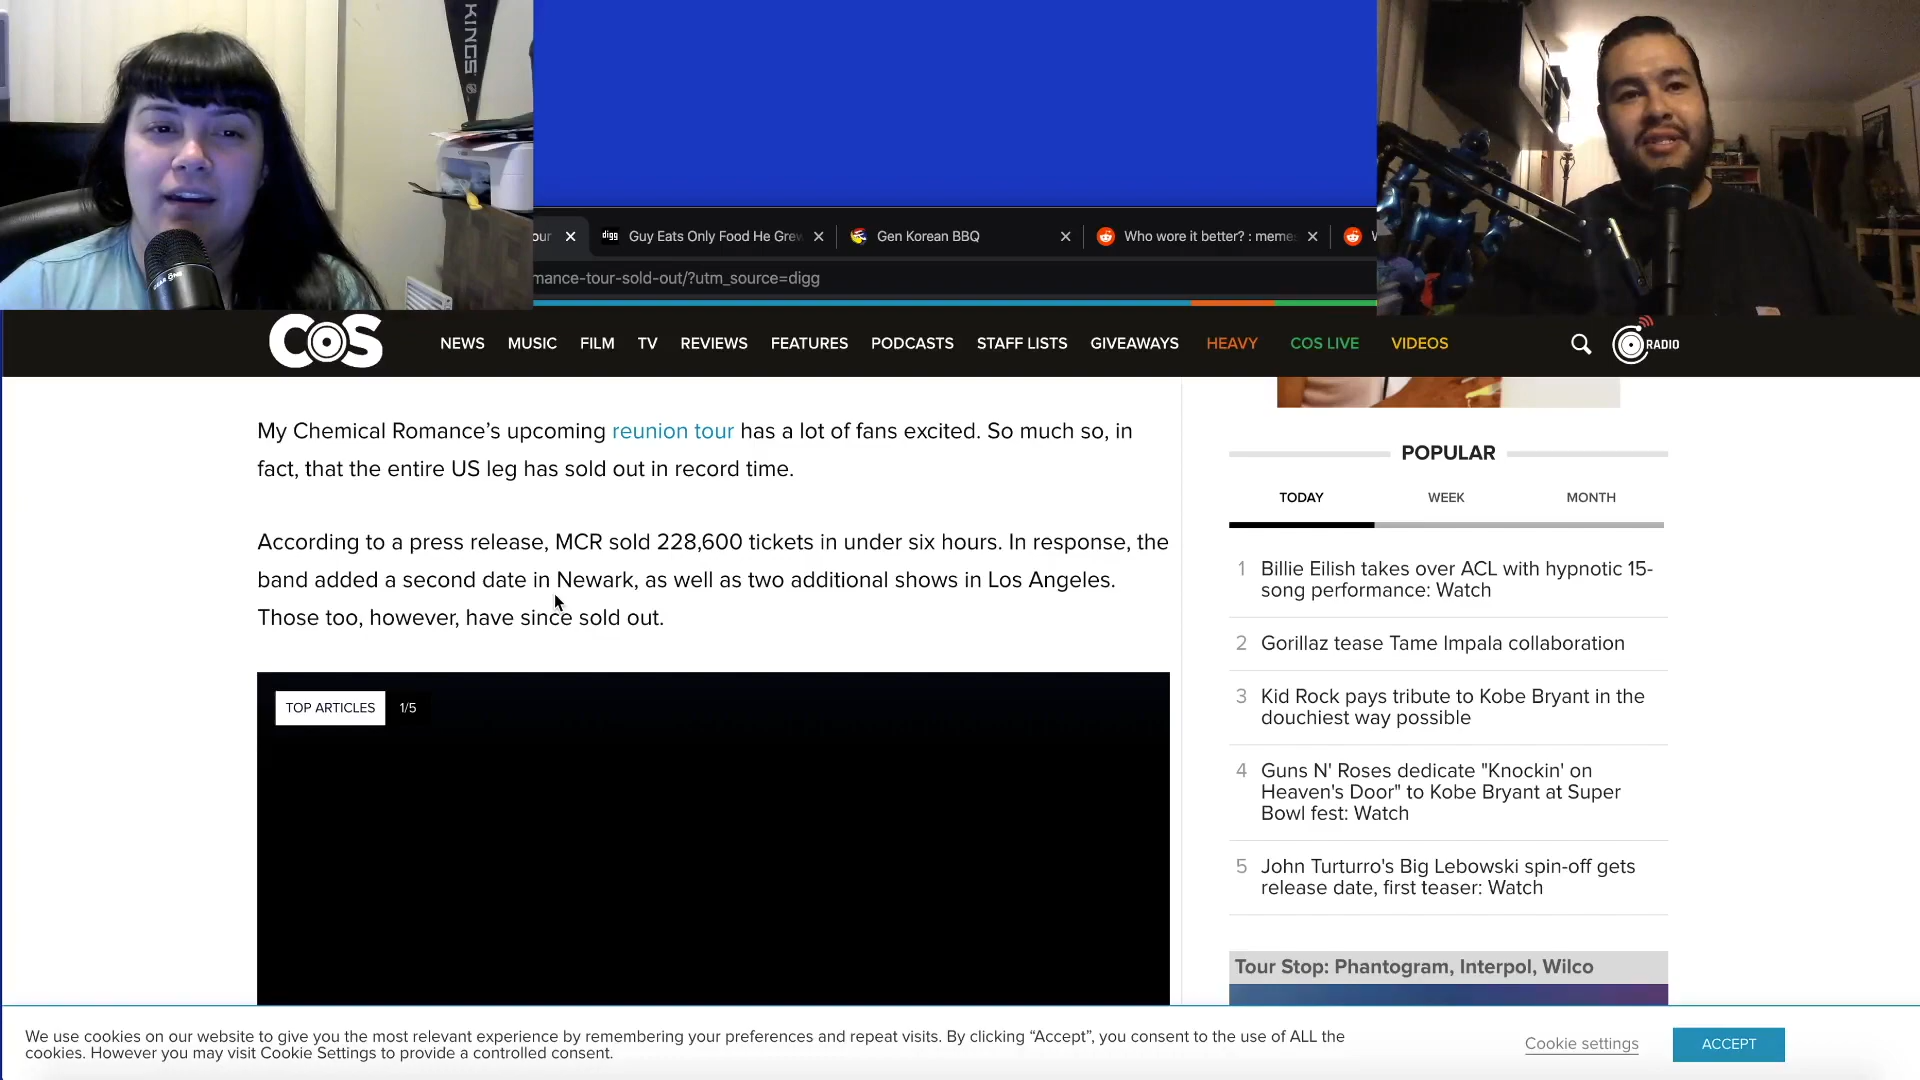 KINGS
our
digg Guy Eats Only Food He Grew
Gen Korean BBQ
Who wore it better? : meme
mance-tour-sold-out/?utm_source=digg
COS
NEWS MUSIC FILM TV REVIEWS FEATURES PODCASTS STAFF LISTS GIVEAWAYS HEAVY COS LIVE VIDEOS
RADIO
My Chemical Romance’s upcoming reunion tour has a lot of fans excited. So much so, in
fact, that the entire US leg has sold out in record time.
According to a press release, MCR sold 228,600 tickets in under six hours. In response, the
band added a second date in Newark, as well as two additional shows in Los Angeles.
Those too, however, have since sold out.
TOP ARTICLES 1/5
POPULAR
TODAY WEEK MONTH
1 Billie Eilish takes over ACL with hypnotic 15-
song performance: Watch
2 Gorillaz tease Tame Impala collaboration
3 Kid Rock pays tribute to Kobe Bryant in the
douchiest way possible
4 Guns N' Roses dedicate "Knockin' on
Heaven's Door" to Kobe Bryant at Super
Bowl fest: Watch
5 John Turturro's Big Lebowski spin-off gets
release date, first teaser: Watch
Tour Stop: Phantogram, Interpol, Wilco
We use cookies on our website to give you the most relevant experience by remembering your preferences and repeat visits. By clicking “Accept”, you consent to the use of ALL the
cookies. However you may visit Cookie Settings to provide a controlled consent.
Cookie settings
ACCEPT